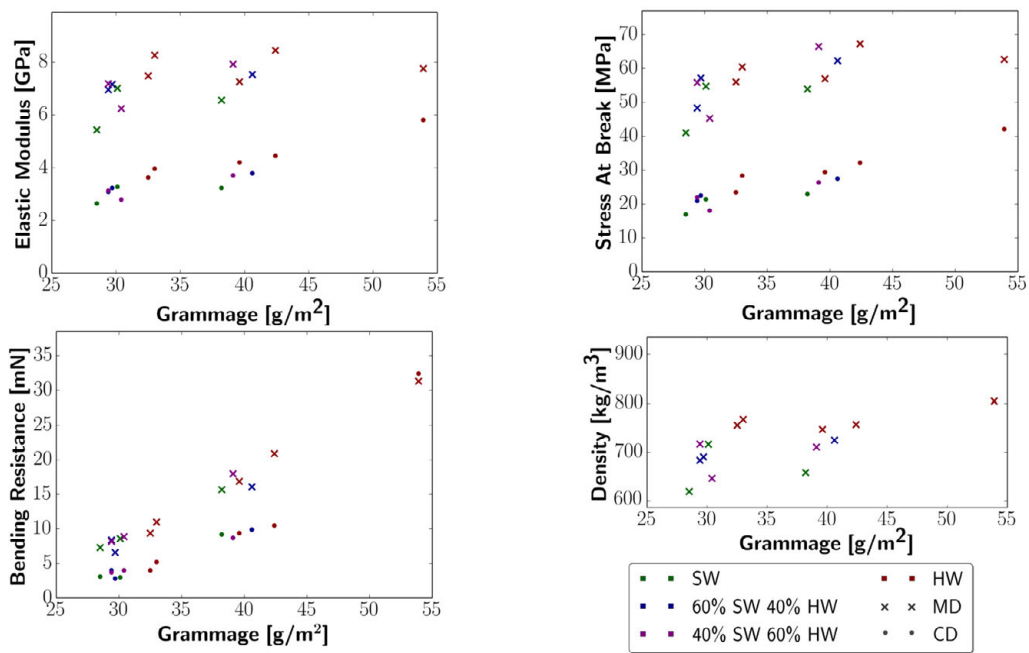 Elastic Modulus [GPa]
8
6
4
2
0
25 30 35 40 45 50 55
Grammage [g/m²]
Stress At Break [MPa]
70
60
50
40
30
20
10
0
25 30 35 40 45 50 55
Grammage [g/m²]
Bending Resistance [mN]
35
30
25
20
15
10
5
0
25 30 35 40 45 50 55
Grammage [g/m²]
Density [kg/m³]
900
800
700
600
25 30 35 40 45 50 55
Grammage [g/m²]
SW
60% SW 40% HW
40% SW 60% HW
HW
MD
CD